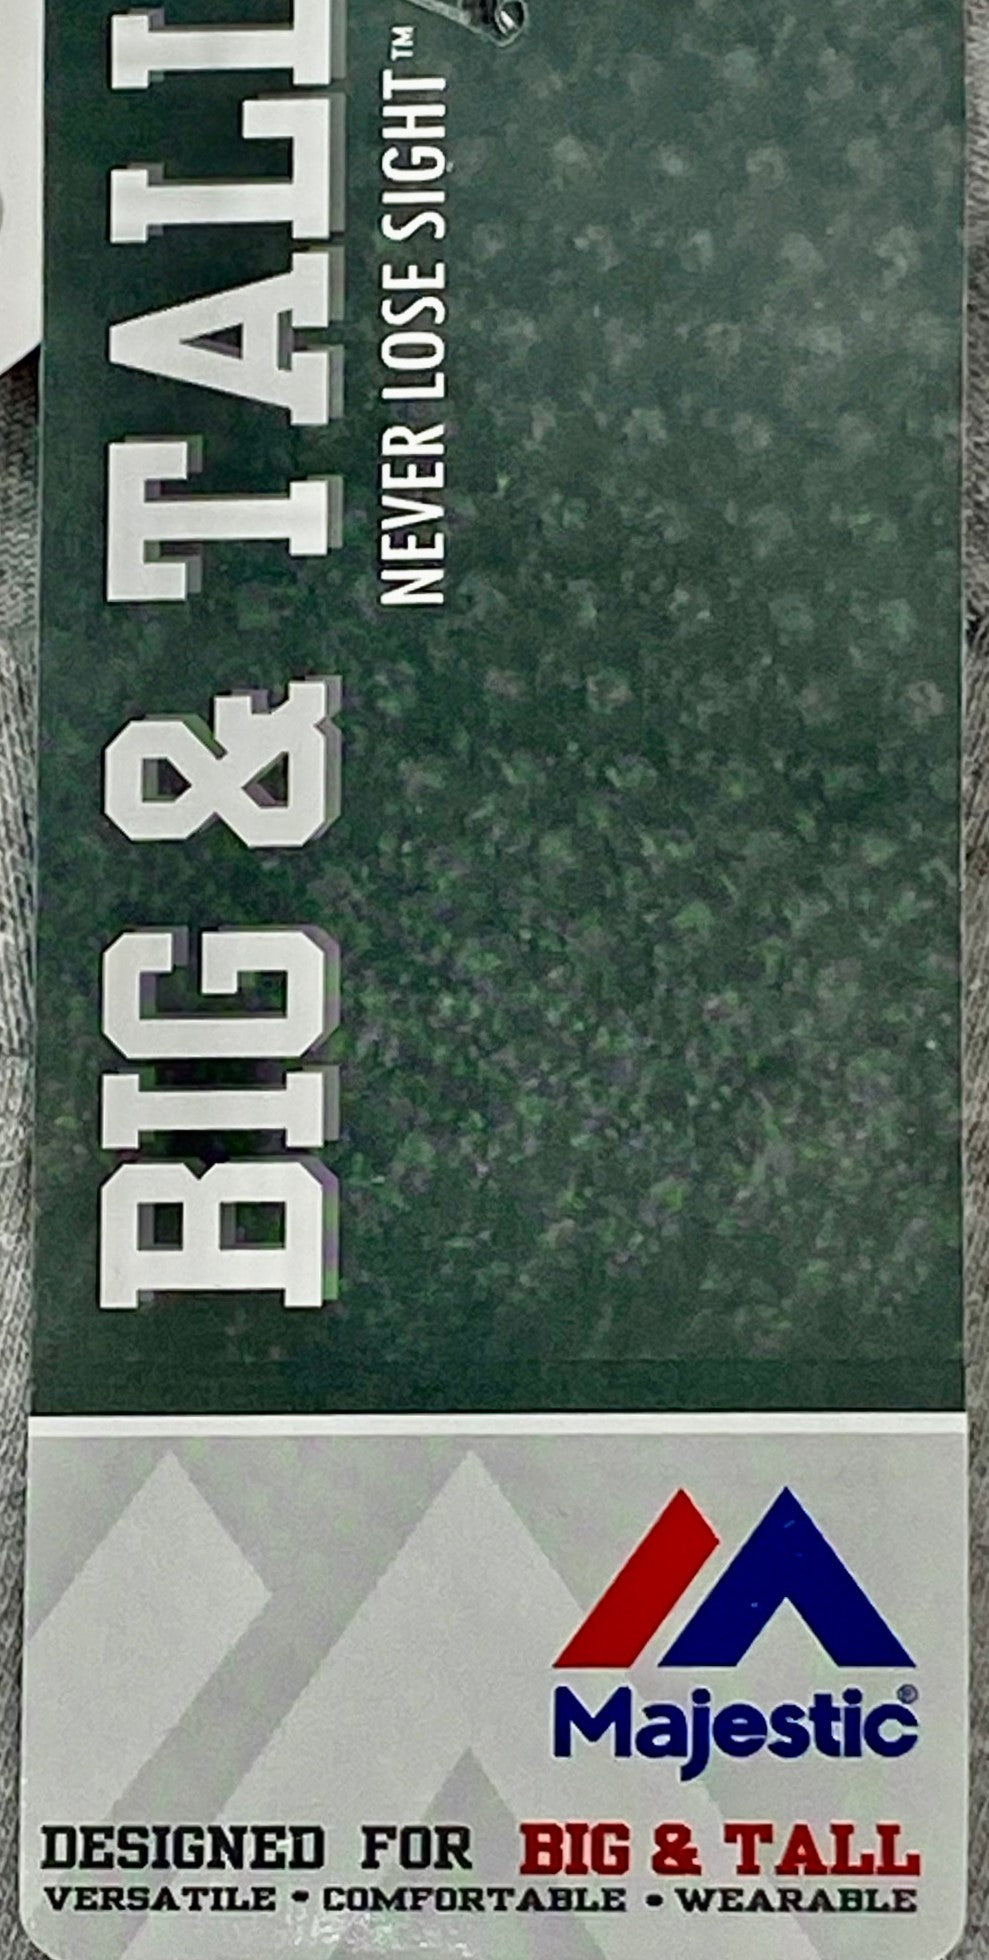 BIG & TALL
NEVER LOSE SIGHT™
Majestic®
DESIGNED FOR BIG & TALL
VERSATILE • COMFORTABLE • WEARABLE